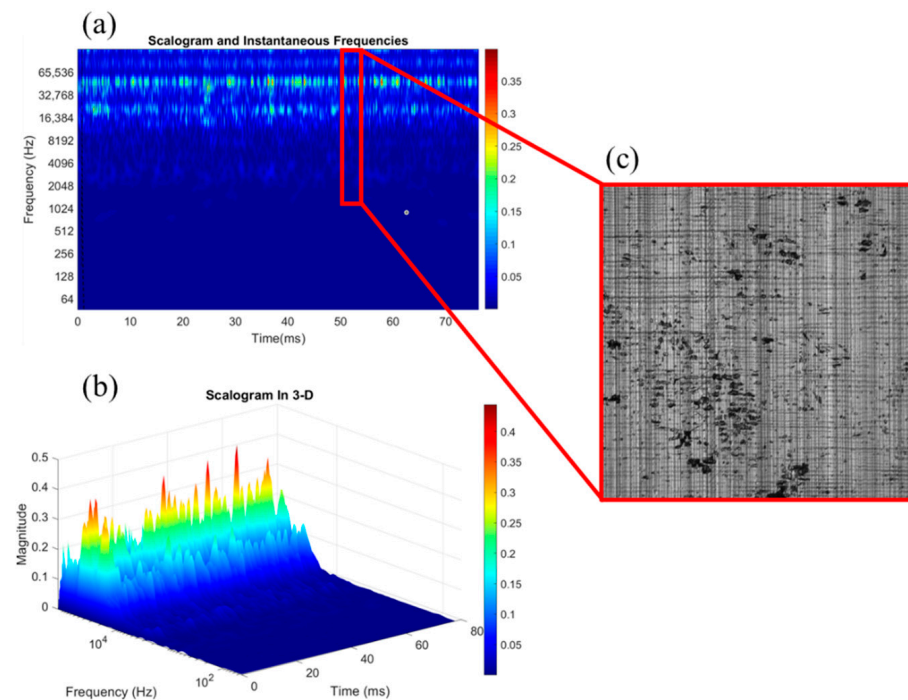 (a)
Scalogram and Instantaneous Frequencies
65,536
32,768
16,384
8192
4096
2048
1024
512
256
128
64
Frequency (Hz)
0 10 20 30 40 50 60 70
Time(ms)
0.35
0.3
0.25
0.2
0.15
0.1
0.05
(c)
(b)
Scalogram In 3-D
0.5
0.4
0.3
0.2
0.1
0
Magnitude
10^4
10^2
Frequency (Hz)
0 20 40 60 80
Time (ms)
0.4
0.35
0.3
0.25
0.2
0.15
0.1
0.05